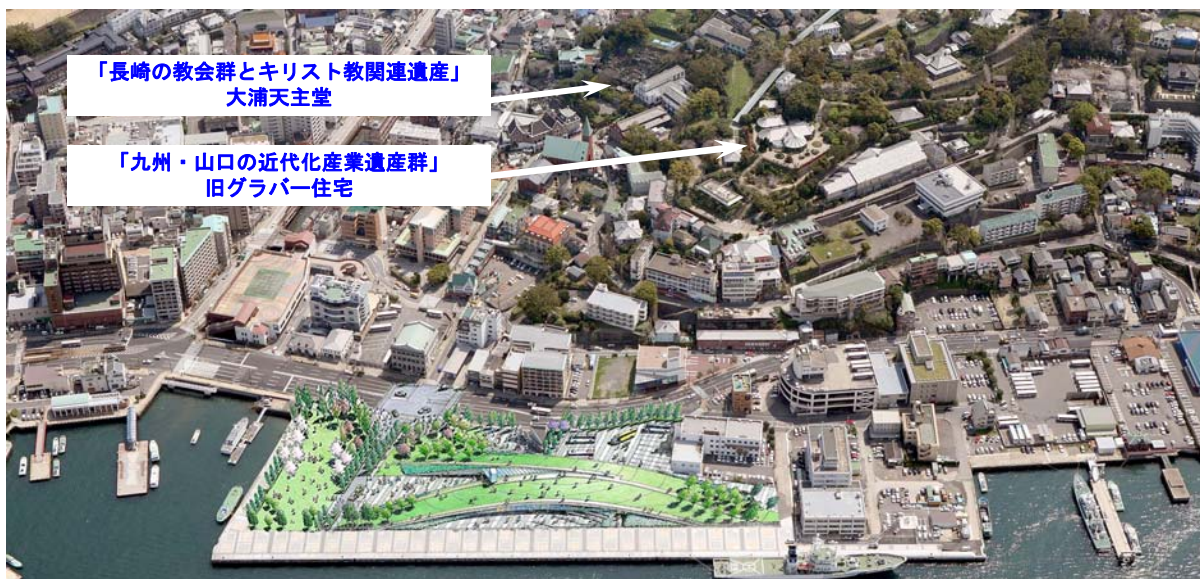 「長崎の教会群とキリスト教関連遺産」
大浦天主堂
「九州・山口の近代化産業遺産群」
旧グラバー住宅